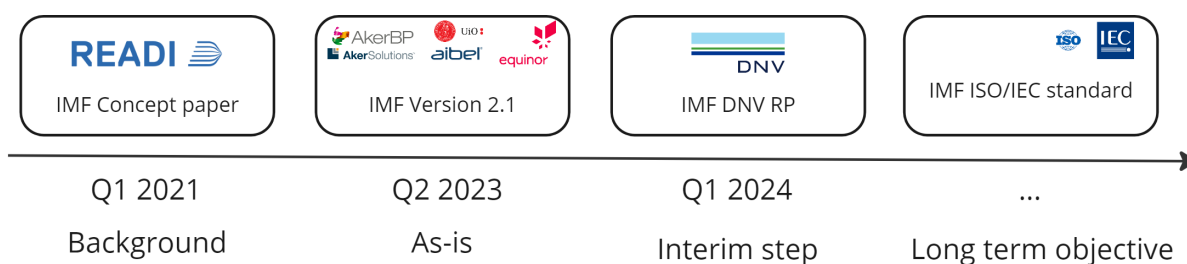 READI
IMF Concept paper
AkerBP
UiO
AkerSolutions
aibel
equinor
IMF Version 2.1
DNV
IMF DNV RP
ISO
IEC
IMF ISO/IEC standard
Q1 2021
Q2 2023
Q1 2024
...
Background
As-is
Interim step
Long term objective